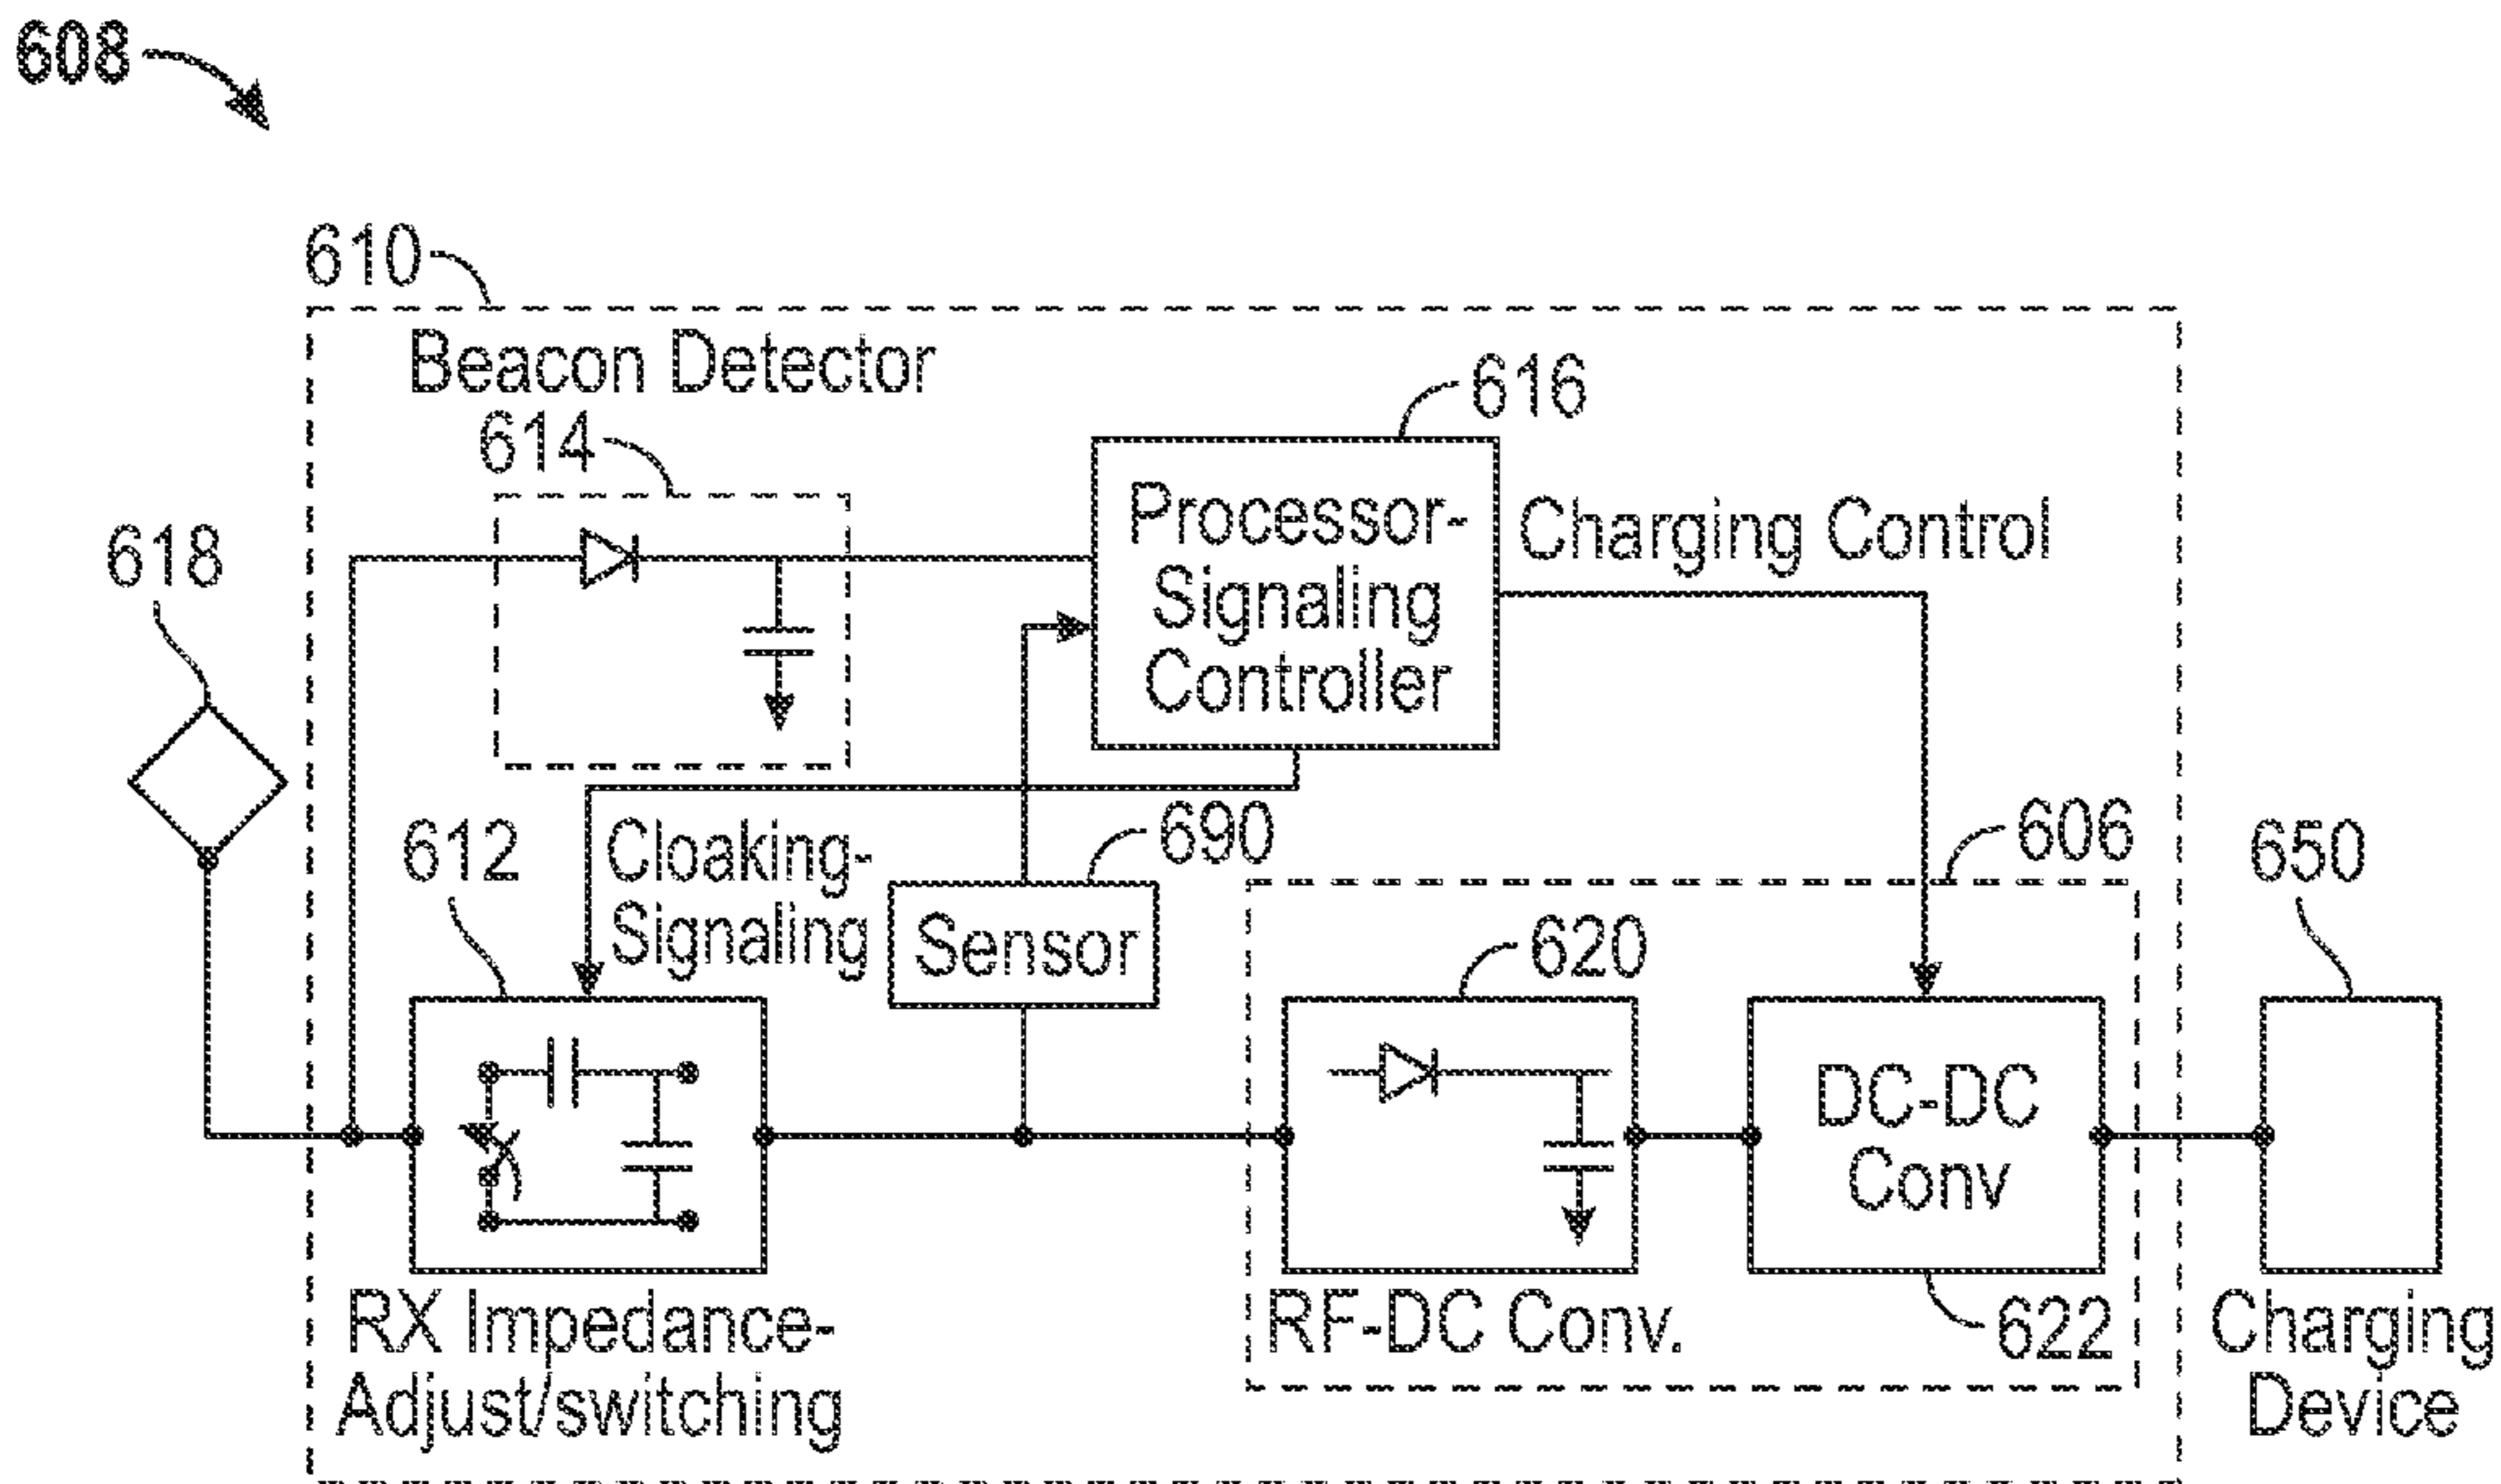 608
610
Beacon Detector
614
616
Processor-
Signaling
Controller
Charging Control
618
612
Cloaking-
Signaling
690
Sensor
606
650
620
DC-DC
Conv
RX Impedance-
Adjust/switching
RF-DC Conv.
622
Charging
Device